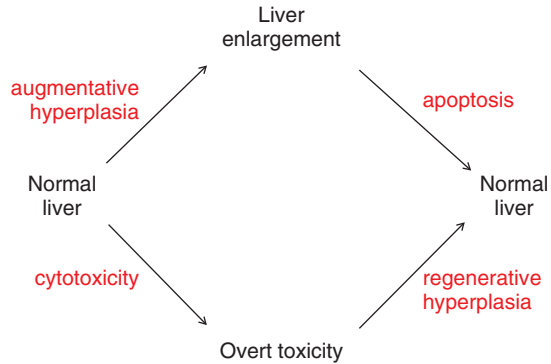 Liver
enlargement
augmentative
hyperplasia
apoptosis
Normal
liver
Normal
liver
cytotoxicity
regenerative
hyperplasia
Overt toxicity